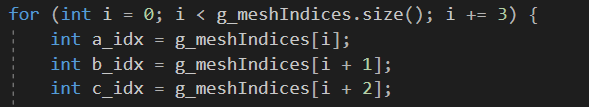 for (int i = 0; i < g_meshIndices.size(); i += 3) {
    int a_idx = g_meshIndices[i];
    int b_idx = g_meshIndices[i + 1];
    int c_idx = g_meshIndices[i + 2];